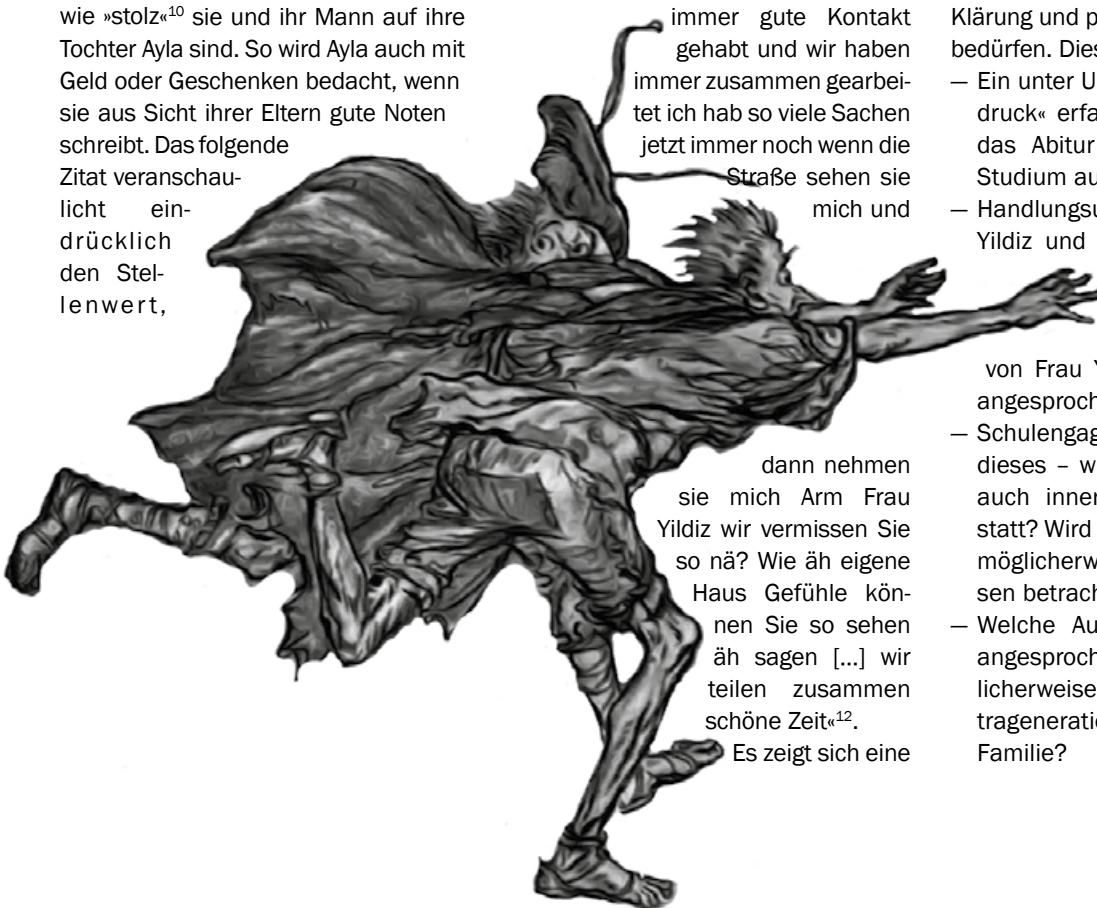 wie »stolz«¹⁰ sie und ihr Mann auf ihre
Tochter Ayla sind. So wird Ayla auch mit
Geld oder Geschenken bedacht, wenn
sie aus Sicht ihrer Eltern gute Noten
schreibt. Das folgende
Zitat veranschau-
licht ein-
drücklich
den Stel-
lenwert,
immer gute Kontakt
gehabt und wir haben
immer zusammen gearbei-
tet ich hab so viele Sachen
jetzt immer noch wenn die
Straße sehen sie
mich und
dann nehmen
sie mich Arm Frau
Yildiz wir vermissen Sie
so nä? Wie äh eigene
Haus Gefühle kön-
nen Sie so sehen
äh sagen [...] wir
teilen zusammen
schöne Zeit«¹².
Es zeigt sich eine
Klärung und p
bedürfen. Dies
— Ein unter U
druck« erfa
das Abitur
Studium au
— Handlungsu
Yildiz und
von Frau Y
angesproch
— Schulengag
dieses – w
auch inner
statt? Wird
möglicherw
sen betrach
— Welche Au
angesproch
licherweise
trageneratio
Familie?